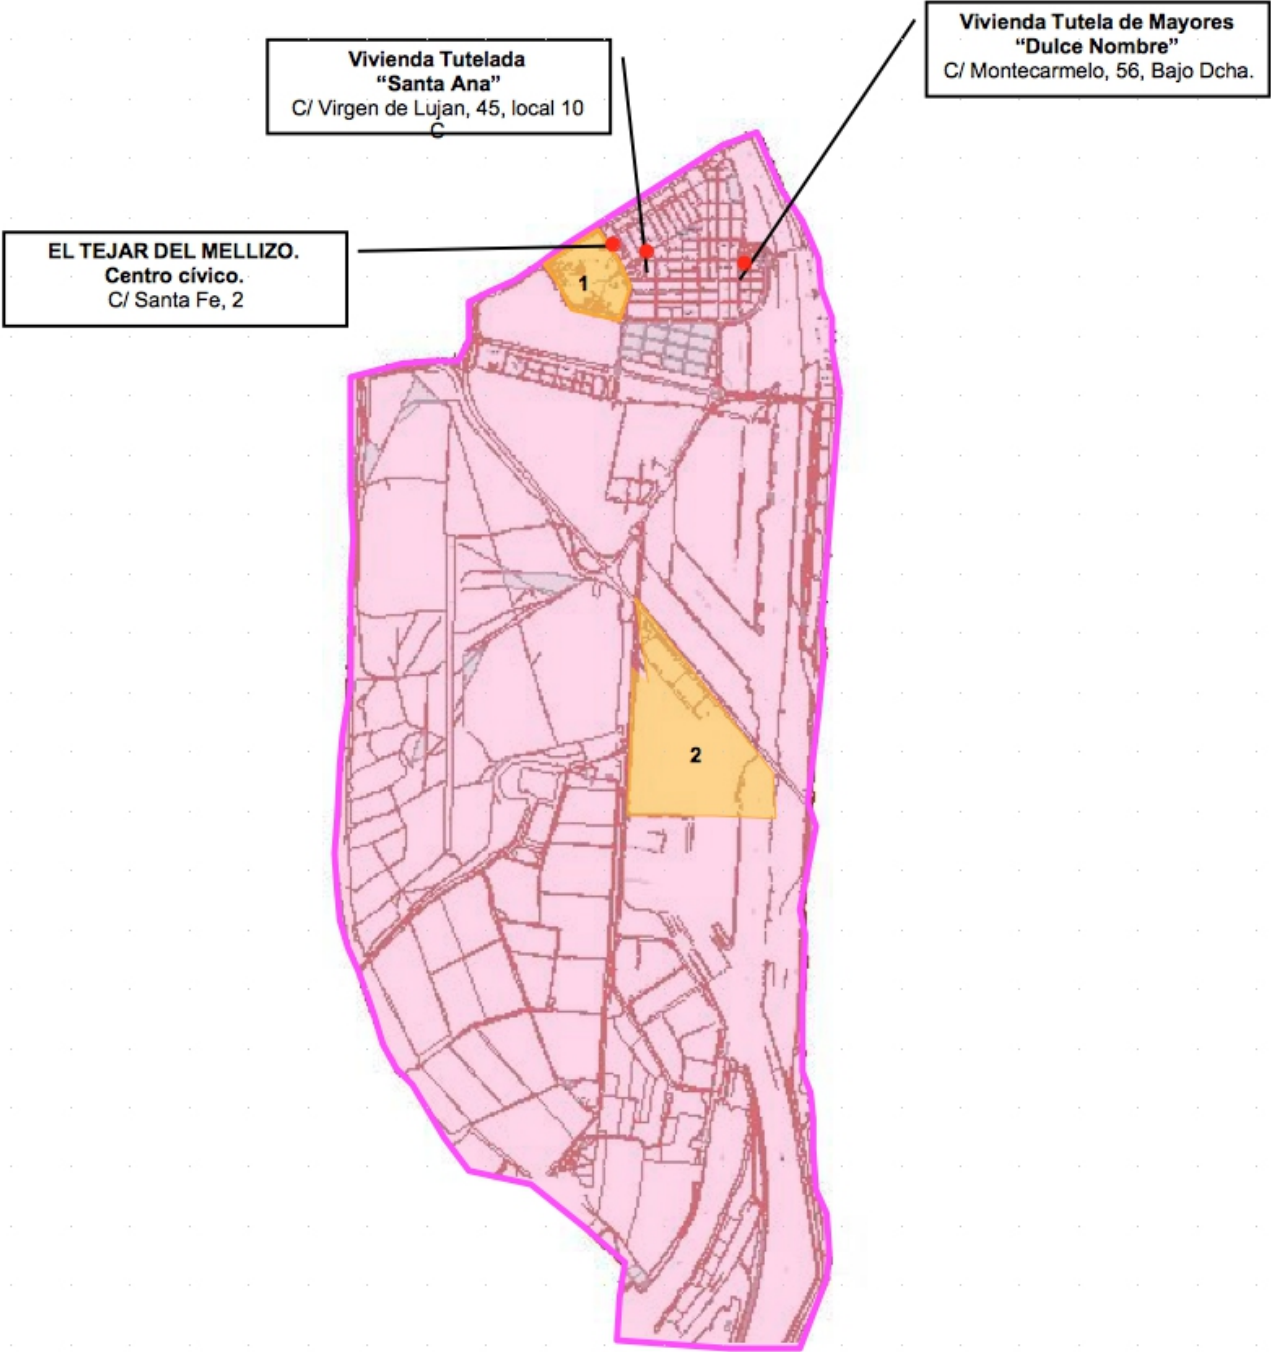 Vivienda Tutela de Mayores
“Dulce Nombre”
C/ Montecarmelo, 56, Bajo Dcha.
Vivienda Tutelada
“Santa Ana”
C/ Virgen de Lujan, 45, local 10
C
EL TEJAR DEL MELLIZO.
Centro cívico.
C/ Santa Fe, 2
1
2